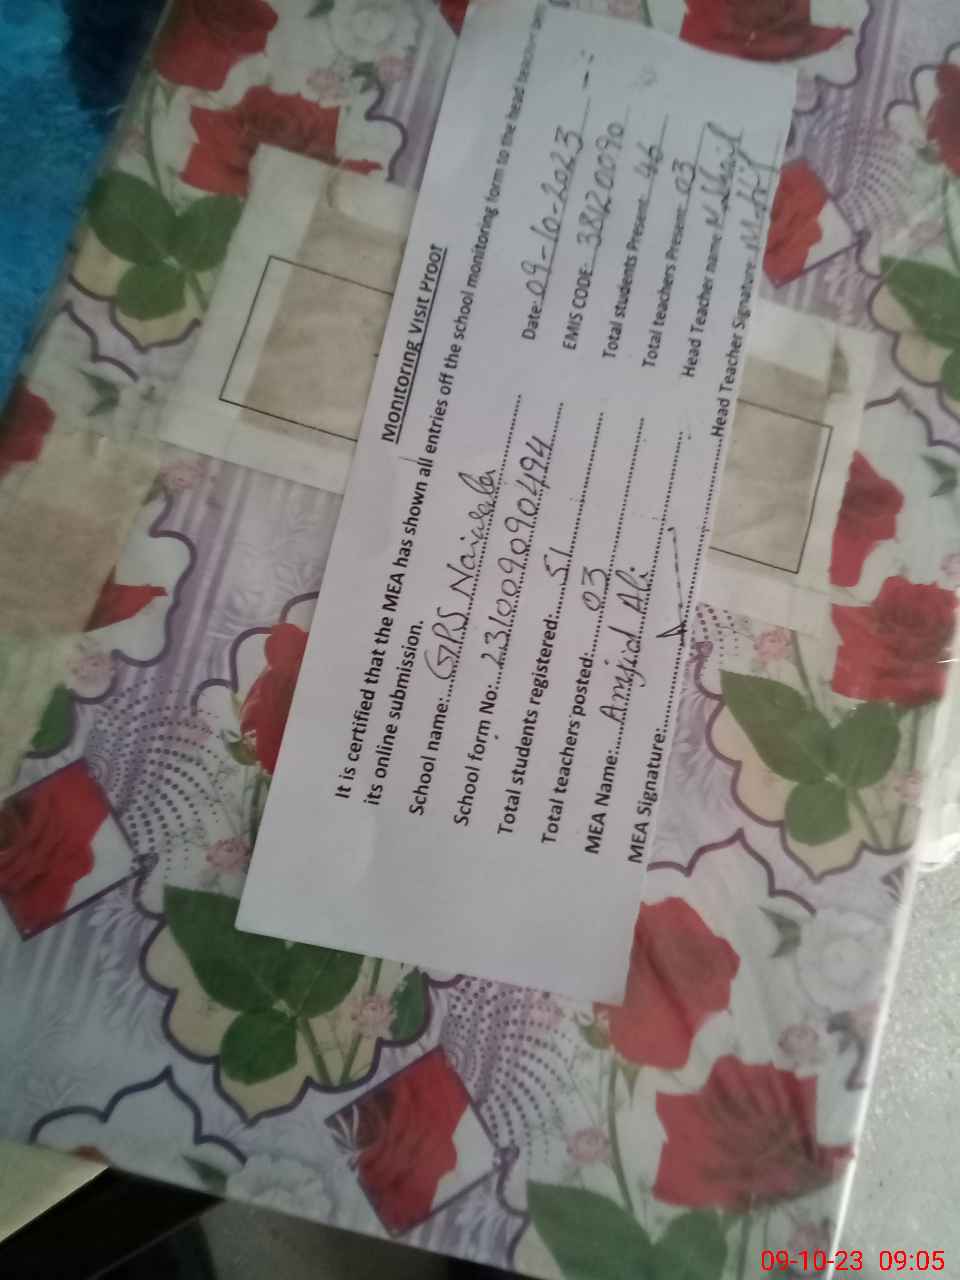 Monitoring Visit Proof
It is certified that the MEA has shown all entries off the school monitoring form to the head teacher
its online submission.
School name: GPS Date: 09-10-2023
School form No: 23100909 EMIS CODE: 38120090
Total students registered: 51 Total students Present 46
Total teachers posted: 03 Total teachers Present 03
MEA Name: Amjid Ali Head Teacher name
MEA Signature: Head Teacher Signature
09-10-23 09:05